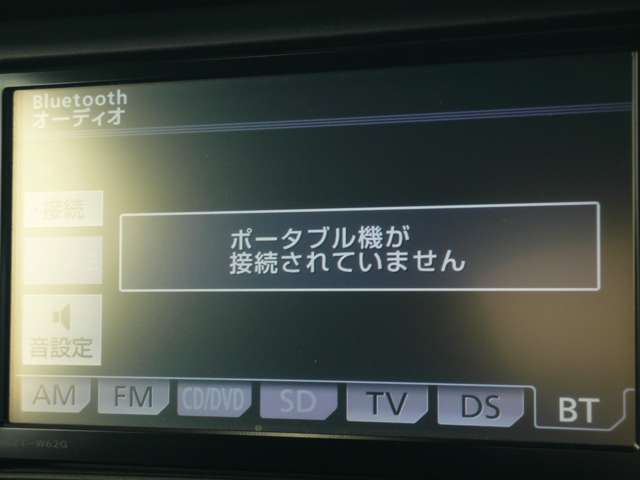 Bluetooth
オーディオ
接続
ポータブル機が
接続されていません
音設定
AM FM CD/DVD SD TV DS BT
-W62G